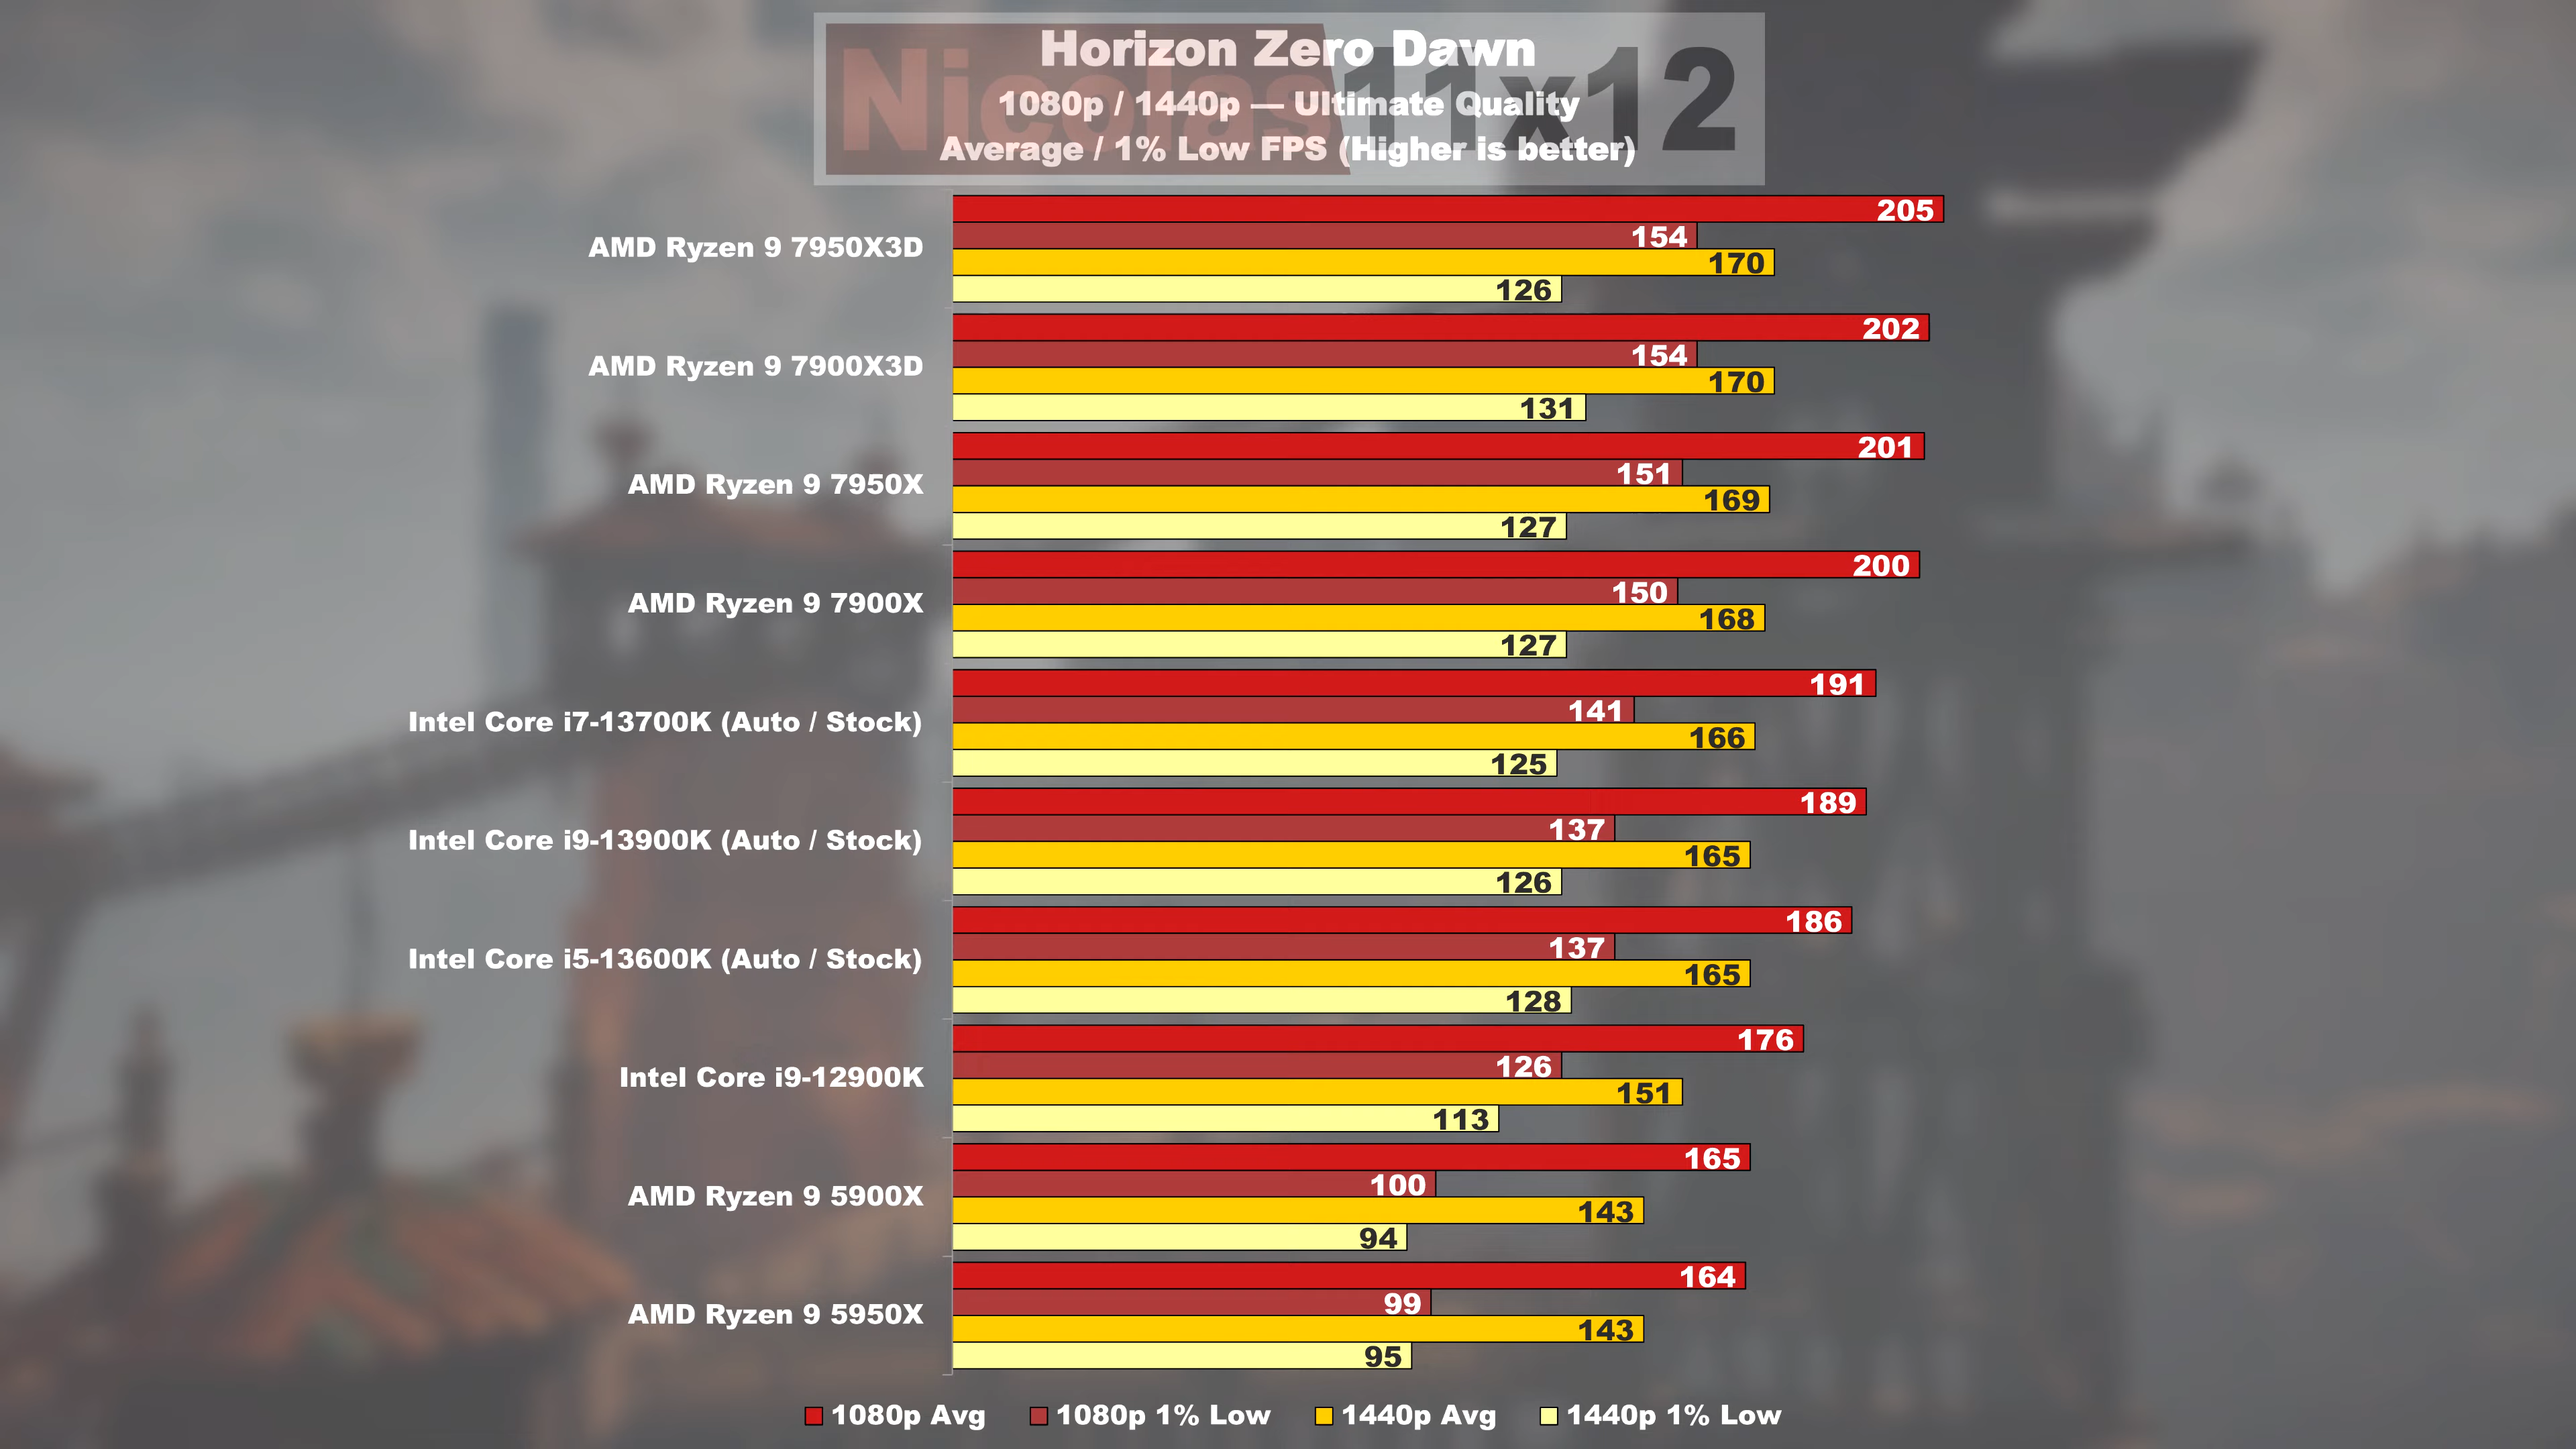 Nicolas11x12
Horizon Zero Dawn
1080p / 1440p — Ultimate Quality
Average / 1% Low FPS (Higher is better)
AMD Ryzen 9 7950X3D
205
154
170
126
AMD Ryzen 9 7900X3D
202
154
170
131
AMD Ryzen 9 7950X
201
151
169
127
AMD Ryzen 9 7900X
200
150
168
127
Intel Core i7-13700K (Auto / Stock)
191
141
166
125
Intel Core i9-13900K (Auto / Stock)
189
137
165
126
Intel Core i5-13600K (Auto / Stock)
186
137
165
128
Intel Core i9-12900K
176
126
151
113
AMD Ryzen 9 5900X
165
100
143
94
AMD Ryzen 9 5950X
164
99
143
95
1080p Avg 1080p 1% Low 1440p Avg 1440p 1% Low